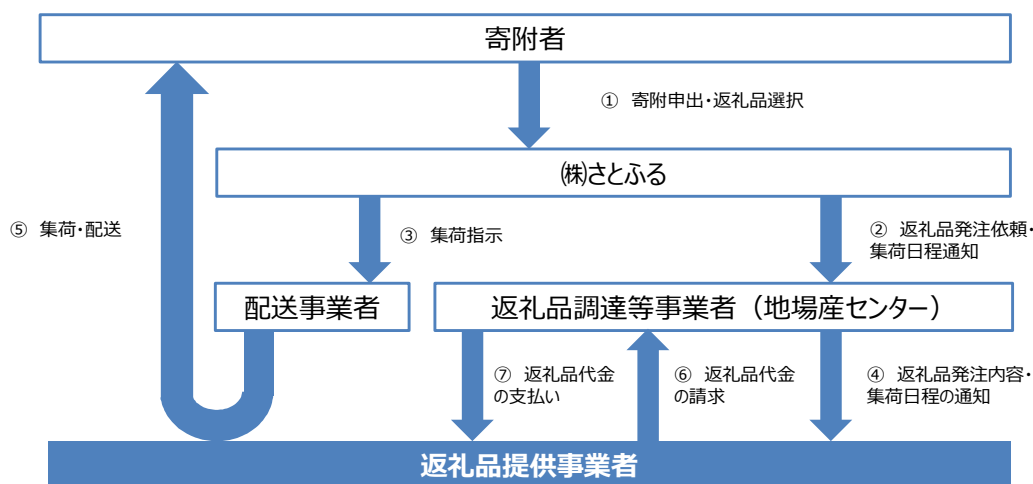 寄附者
① 寄附申出・返礼品選択
㈱さとふる
⑤ 集荷・配送
③ 集荷指示
② 返礼品発注依頼・
集荷日程通知
配送事業者
返礼品調達等事業者（地場産センター）
⑦ 返礼品代金
の支払い
⑥ 返礼品代金
の請求
④ 返礼品発注内容・
集荷日程の通知
返礼品提供事業者